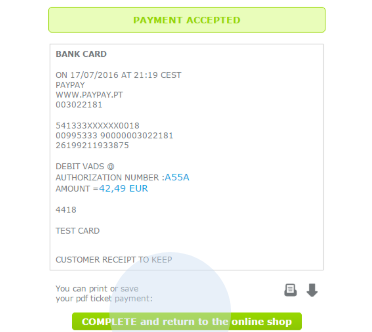 PAYMENT ACCEPTED
BANK CARD
ON 17/07/2016 AT 21:19 CEST
PAYPAY
WWW.PAYPAY.PT
003022181
541333XXXXXX0018
00995333 90000003022181
26199211933875
DEBIT VADS @
AUTHORIZATION NUMBER :A55A
AMOUNT =42,49 EUR
4418
TEST CARD
CUSTOMER RECEIPT TO KEEP
You can print or save
your pdf ticket payment:
COMPLETE and return to the online shop